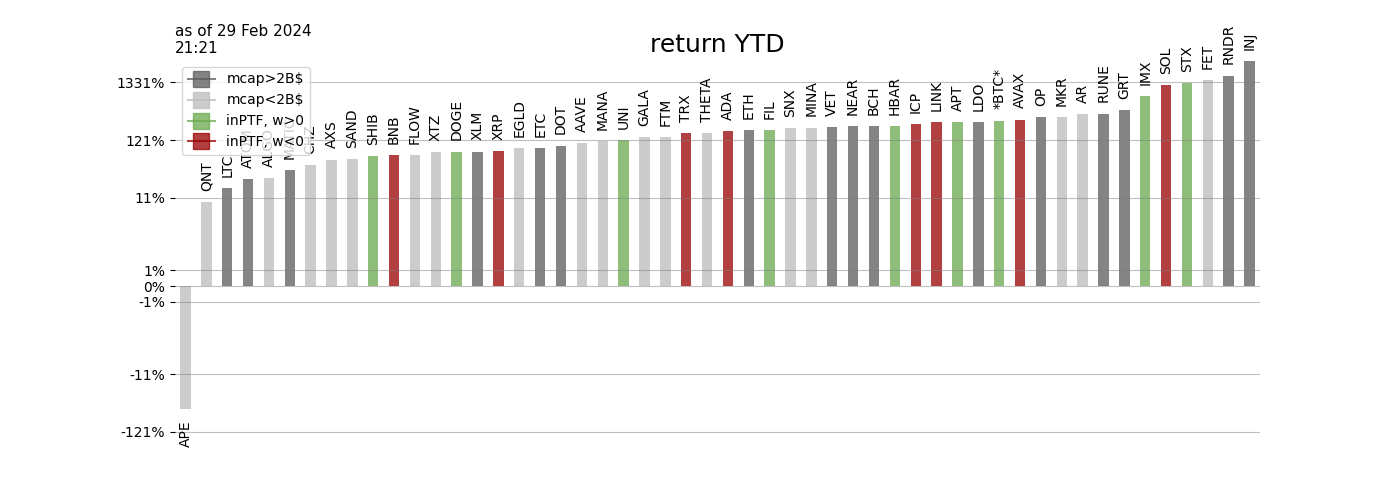 as of 29 Feb 2024
21:21
return YTD
mcap>2B$
mcap<2B$
inPTF, w>0
inPTF, w<0
1331%
121%
11%
1%
0%
-1%
-11%
-121%
APE
QNT
LTC
ATOM
ALGO
MATIC
CHZ
AXS
SAND
SHIB
BNB
FLOW
XTZ
DOGE
XLM
XRP
EGLD
ETC
DOT
AAVE
MANA
UNI
GALA
FTM
TRX
THETA
ADA
ETH
FIL
SNX
MINA
VET
NEAR
BCH
HBAR
ICP
LINK
APT
LDO
*BTC*
AVAX
OP
MKR
AR
RUNE
GRT
IMX
SOL
STX
FET
RNDR
INJ